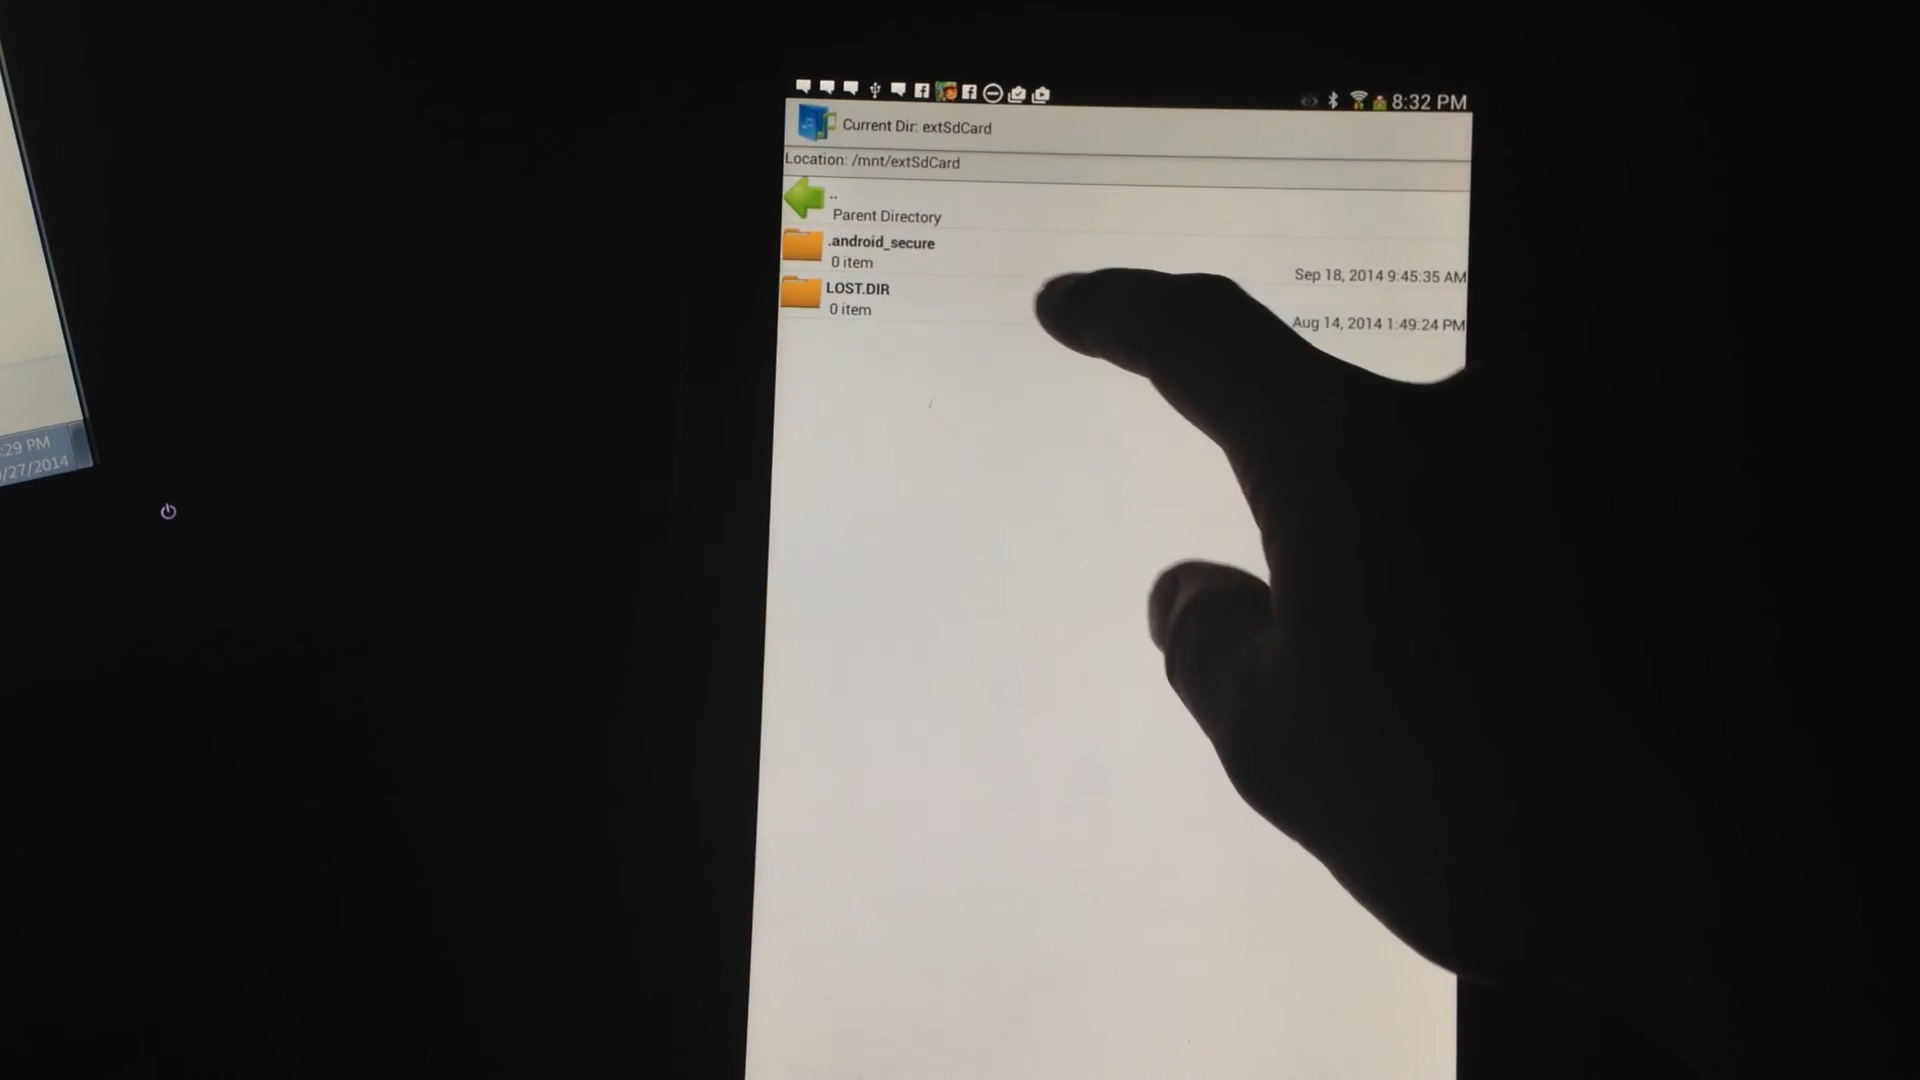 8:32 PM
Current Dir: extSdCard
Location: /mnt/extSdCard
..
Parent Directory
.android_secure
0 item
Sep 18, 2014 9:45:35 AM
LOST.DIR
0 item
Aug 14, 2014 1:49:24 PM
:29 PM
/27/2014